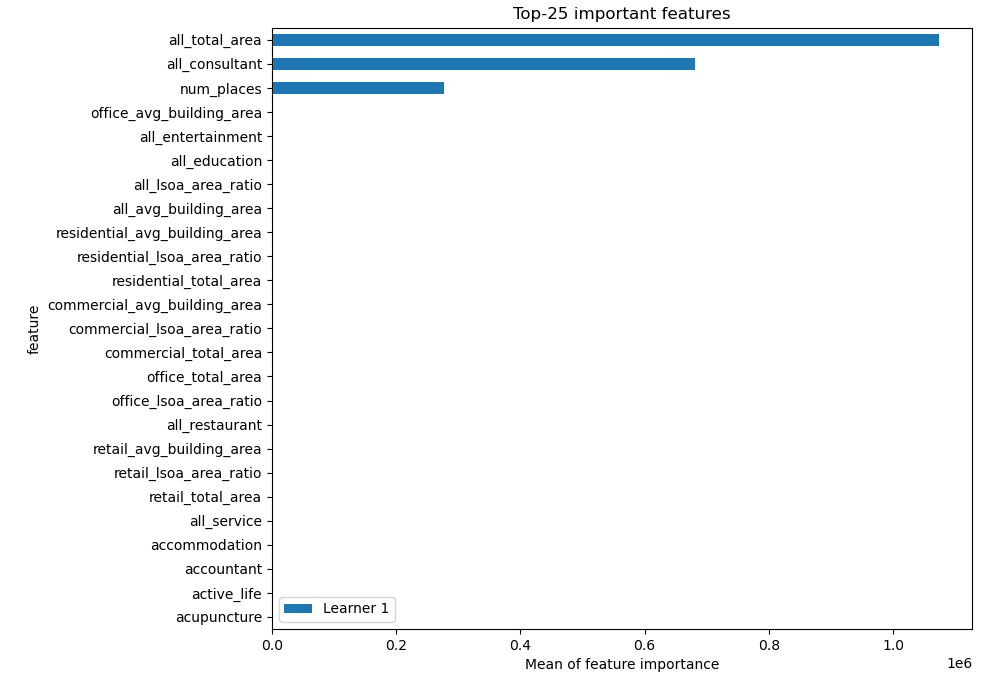 Top-25 important features
all_total_area
all_consultant
num_places
office_avg_building_area
all_entertainment
all_education
all_lsoa_area_ratio
all_avg_building_area
residential_avg_building_area
residential_lsoa_area_ratio
residential_total_area
commercial_avg_building_area
commercial_lsoa_area_ratio
commercial_total_area
office_total_area
office_lsoa_area_ratio
all_restaurant
retail_avg_building_area
retail_lsoa_area_ratio
retail_total_area
all_service
accommodation
accountant
active_life
acupuncture
feature
Learner 1
0.0 0.2 0.4 0.6 0.8 1.0
Mean of feature importance
1e6